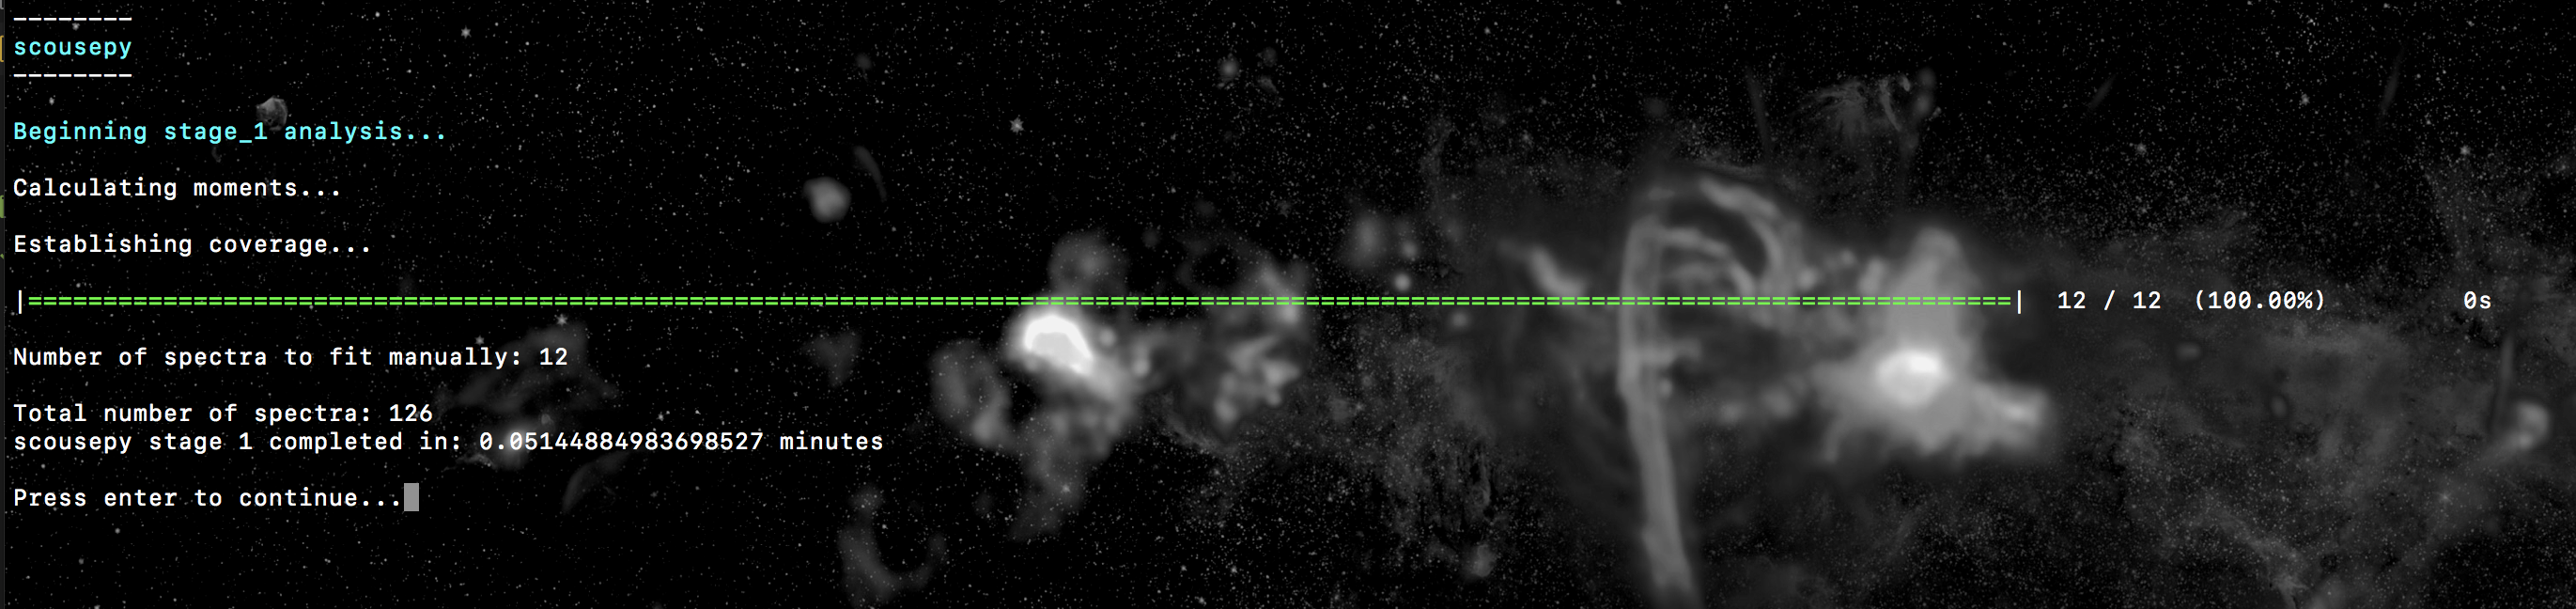 --------
scousepy
--------
Beginning stage_1 analysis...
Calculating moments...
Establishing coverage...
|====================================================================================================================================| 12 / 12 (100.00%) 0s
Number of spectra to fit manually: 12
Total number of spectra: 126
scousepy stage 1 completed in: 0.05144884983698527 minutes
Press enter to continue...